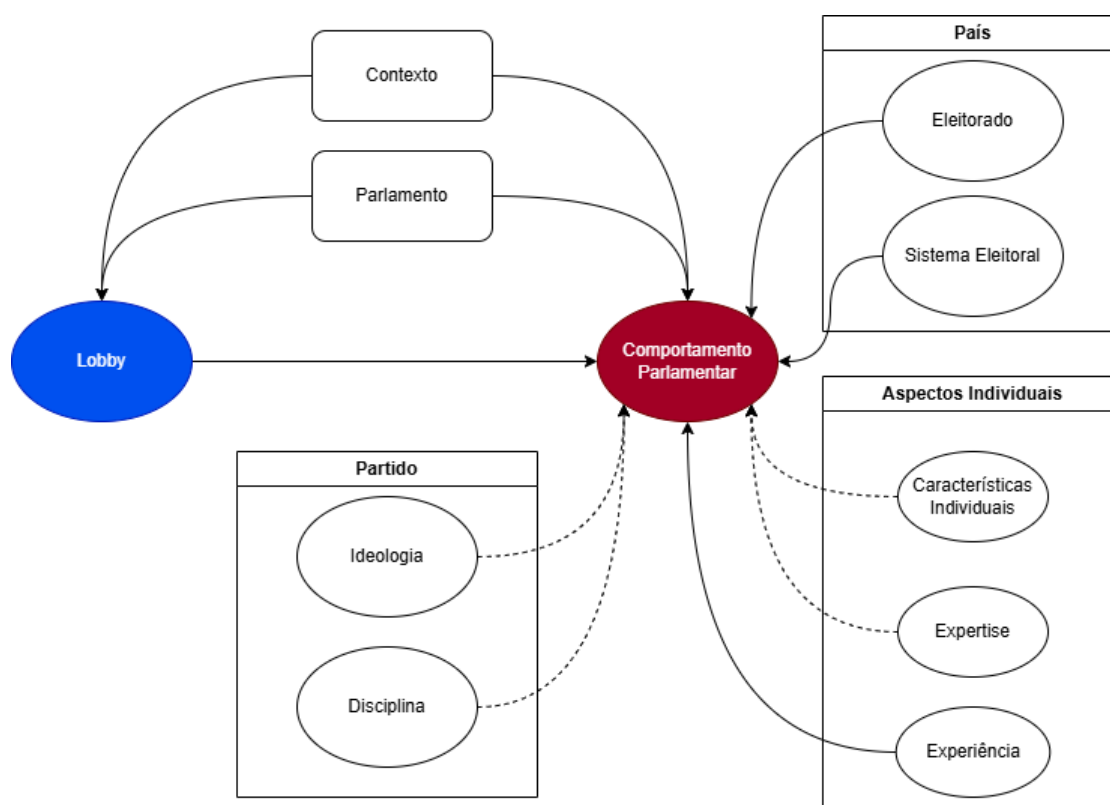 Contexto
Parlamento
Lobby
Comportamento
Parlamentar
País
Eleitorado
Sistema Eleitoral
Partido
Ideologia
Disciplina
Aspectos Individuais
Características
Individuais
Expertise
Experiência